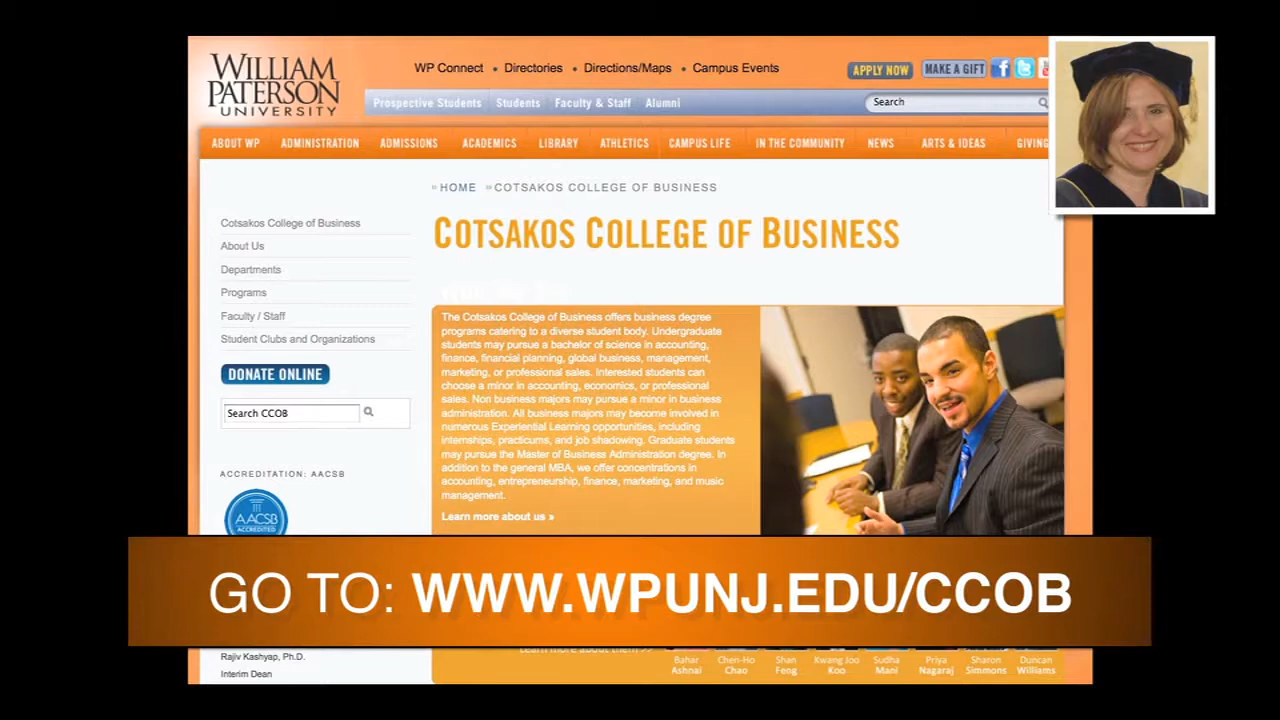 WILLIAM
PATERSON
UNIVERSITY
WP Connect • Directories • Directions/Maps • Campus Events
APPLY NOW
MAKE A GIFT
Prospective Students Students Faculty & Staff Alumni
Search
ABOUT WP ADMINISTRATION ADMISSIONS ACADEMICS LIBRARY ATHLETICS CAMPUS LIFE IN THE COMMUNITY NEWS ARTS & IDEAS GIVING
» HOME » COTSAKOS COLLEGE OF BUSINESS
COTSAKOS COLLEGE OF BUSINESS
Cotsakos College of Business
About Us
Departments
Programs
Faculty / Staff
Student Clubs and Organizations
DONATE ONLINE
Search CCOB
ACCREDITATION: AACSB
AACSB
ACCREDITED
The Cotsakos College of Business offers business degree
programs catering to a diverse student body. Undergraduate
students may pursue a bachelor of science in accounting,
finance, financial planning, global business, management,
marketing, or professional sales. Interested students can
choose a minor in accounting, economics, or professional
sales. Non business majors may pursue a minor in business
administration. All business majors may become involved in
numerous Experiential Learning opportunities, including
internships, practicums, and job shadowing. Graduate students
may pursue the Master of Business Administration degree. In
addition to the general MBA, we offer concentrations in
accounting, entrepreneurship, finance, marketing, and music
management.
Learn more about us »
GO TO: WWW.WPUNJ.EDU/CCOB
Rajiv Kashyap, Ph.D.
Interim Dean
Learn more about them >>
Bahar Chen-Ho Shan Kwang Joo Sudha Priya Sharon Duncan
Ashnai Chao Feng Koo Mani Nagaraj Simmons Williams